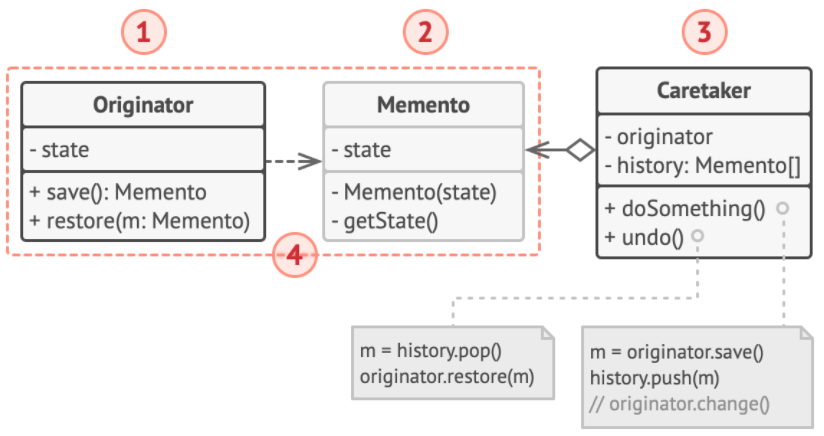 1
2
3
Originator
- state
+ save(): Memento
+ restore(m: Memento)
Memento
- state
- Memento(state)
- getState()
Caretaker
- originator
- history: Memento[]
+ doSomething()
+ undo()
4
m = history.pop()
originator.restore(m)
m = originator.save()
history.push(m)
// originator.change()